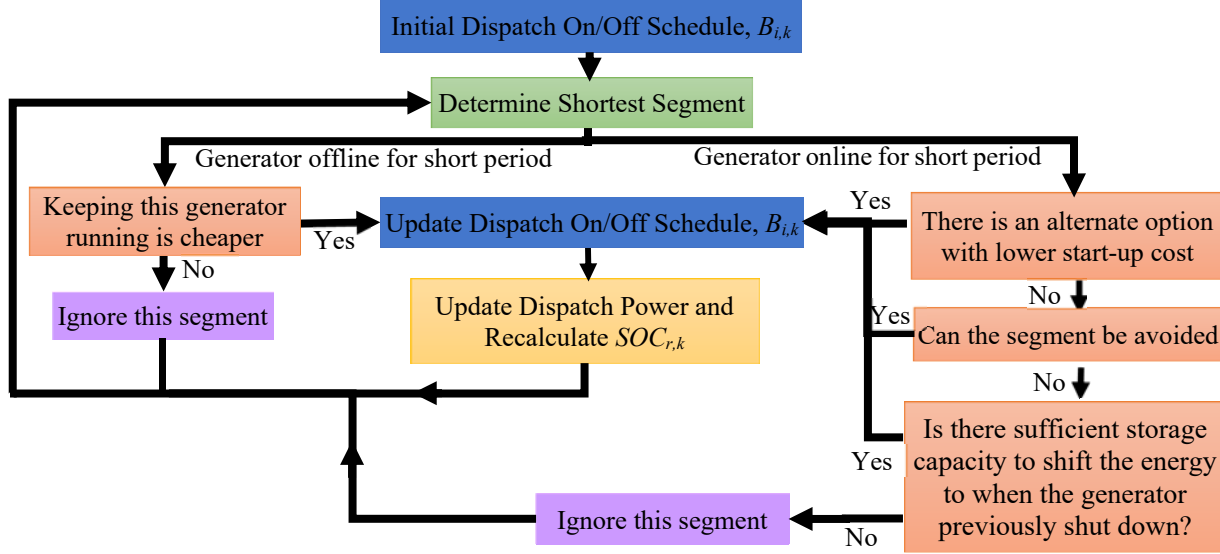 Initial Dispatch On/Off Schedule, B_{i,k}
Determine Shortest Segment
Generator offline for short period
Generator online for short period
Keeping this generator
running is cheaper
Yes
Update Dispatch On/Off Schedule, B_{i,k}
Yes
There is an alternate option
with lower start-up cost
No
Ignore this segment
Update Dispatch Power and
Recalculate SOC_{r,k}
No
Yes
Yes
Can the segment be avoided
No
Is there sufficient storage
capacity to shift the energy
to when the generator
previously shut down?
Yes
No
Ignore this segment